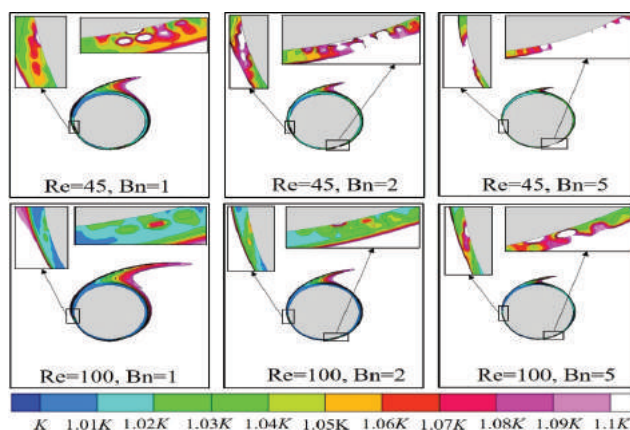 Re=45, Bn=1
Re=45, Bn=2
Re=45, Bn=5
Re=100, Bn=1
Re=100, Bn=2
Re=100, Bn=5
K 1.01K 1.02K 1.03K 1.04K 1.05K 1.06K 1.07K 1.08K 1.09K 1.1K